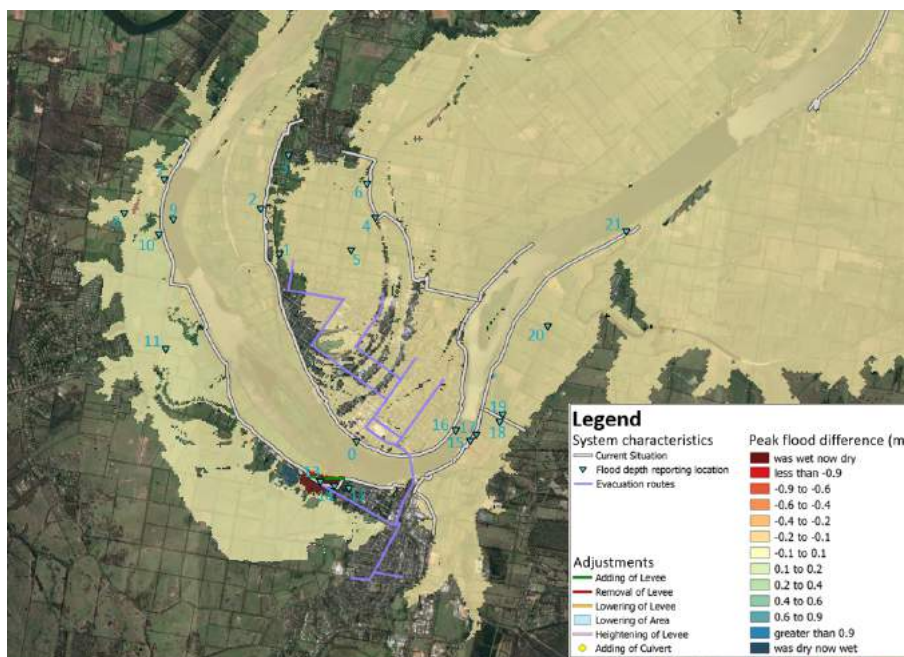 7
6
8
9
2
4
10
1
5
21
11
20
16
17
19
18
15
0
Legend
System characteristics
Current Situation
Flood depth reporting location
Evacuation routes
Adjustments
Adding of Levee
Removal of Levee
Lowering of Levee
Lowering of Area
Heightening of Levee
Adding of Culvert
Peak flood difference (m
was wet now dry
less than -0.9
-0.9 to -0.6
-0.6 to -0.4
-0.4 to -0.2
-0.2 to -0.1
-0.1 to 0.1
0.1 to 0.2
0.2 to 0.4
0.4 to 0.6
0.6 to 0.9
greater than 0.9
was dry now wet